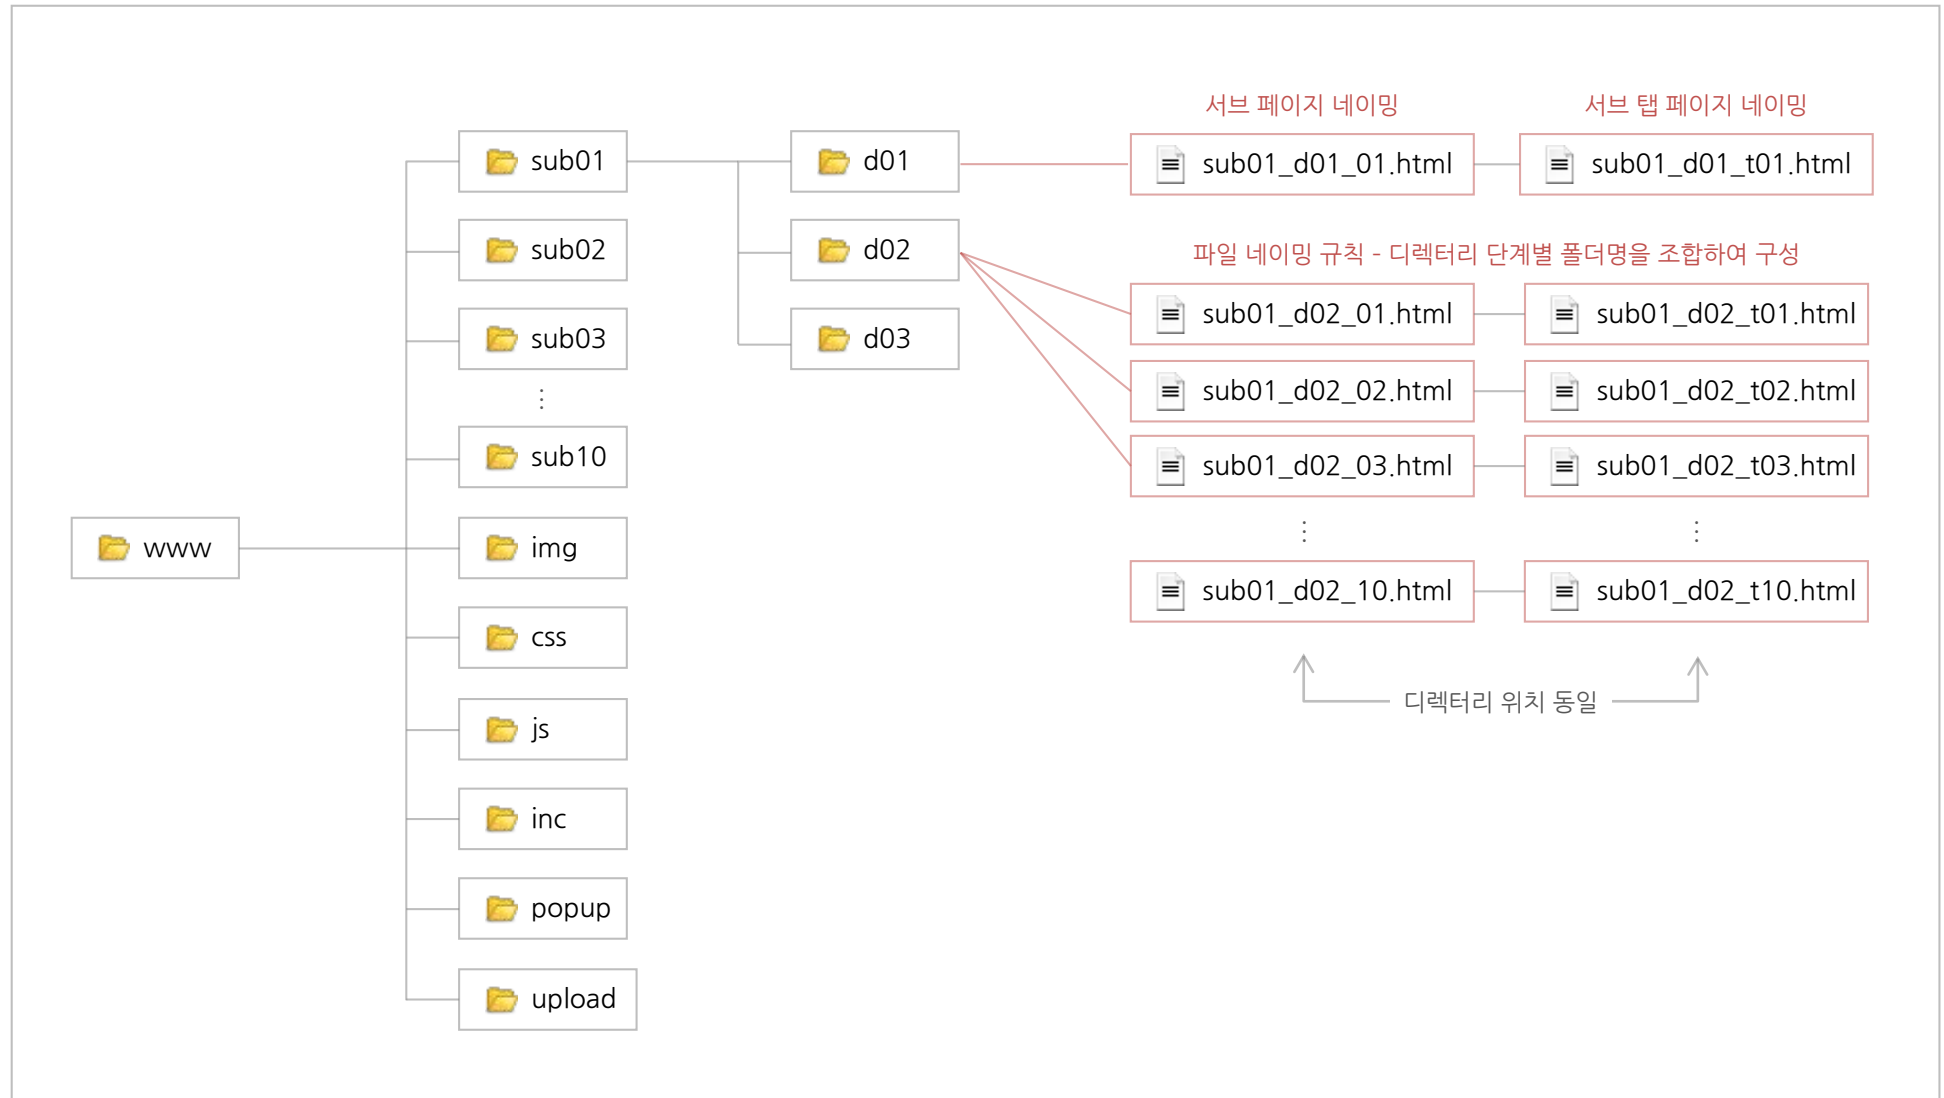 서브 페이지 네이밍
서브 탭 페이지 네이밍
sub01
d01
sub01_d01_01.html
sub01_d01_t01.html
sub02
d02
파일 네이밍 규칙 - 디렉터리 단계별 폴더명을 조합하여 구성
sub01_d02_01.html
sub01_d02_t01.html
sub03
d03
sub01_d02_02.html
sub01_d02_t02.html
⋮
sub10
sub01_d02_03.html
sub01_d02_t03.html
⋮
⋮
www
img
sub01_d02_10.html
sub01_d02_t10.html
css
디렉터리 위치 동일
js
inc
popup
upload